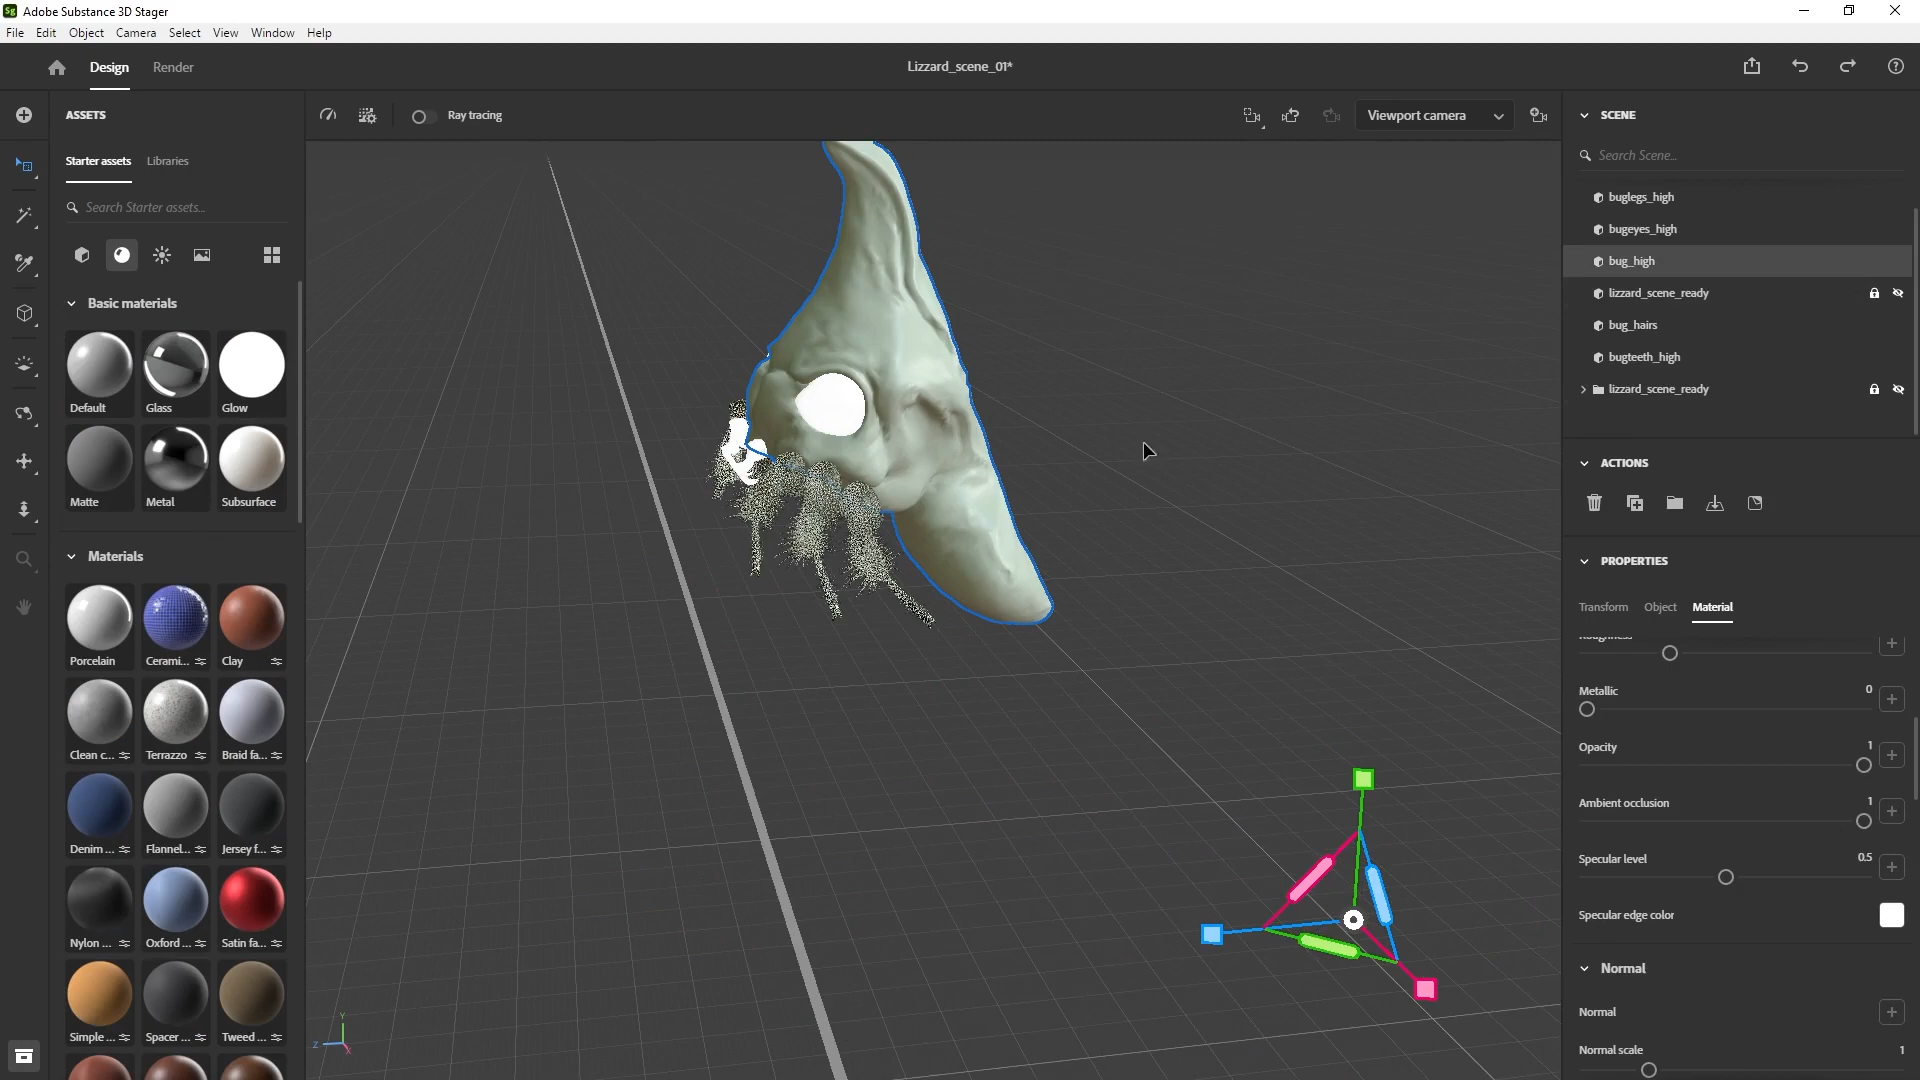 Sg Adobe Substance 3D Stager
File Edit Object Camera Select View Window Help
Design Render Lizzard_scene_01*
ASSETS
Starter assets Libraries
Search Starter assets...
Basic materials
Default Glass Glow
Matte Metal Subsurface
Materials
Porcelain Cerami... Clay
Clean c... Terrazzo Braid fa...
Denim ... Flannel... Jersey f...
Nylon ... Oxford ... Satin fa...
Simple ... Spacer ... Tweed ...
Ray tracing
Viewport camera
Y
Z
X
SCENE
Search Scene...
buglegs_high
bugeyes_high
bug_high
lizzard_scene_ready
bug_hairs
bugteeth_high
lizzard_scene_ready
ACTIONS
PROPERTIES
Transform Object Material
Roughness
Metallic 0
Opacity 1
Ambient occlusion 1
Specular level 0.5
Specular edge color
Normal
Normal
Normal scale 1